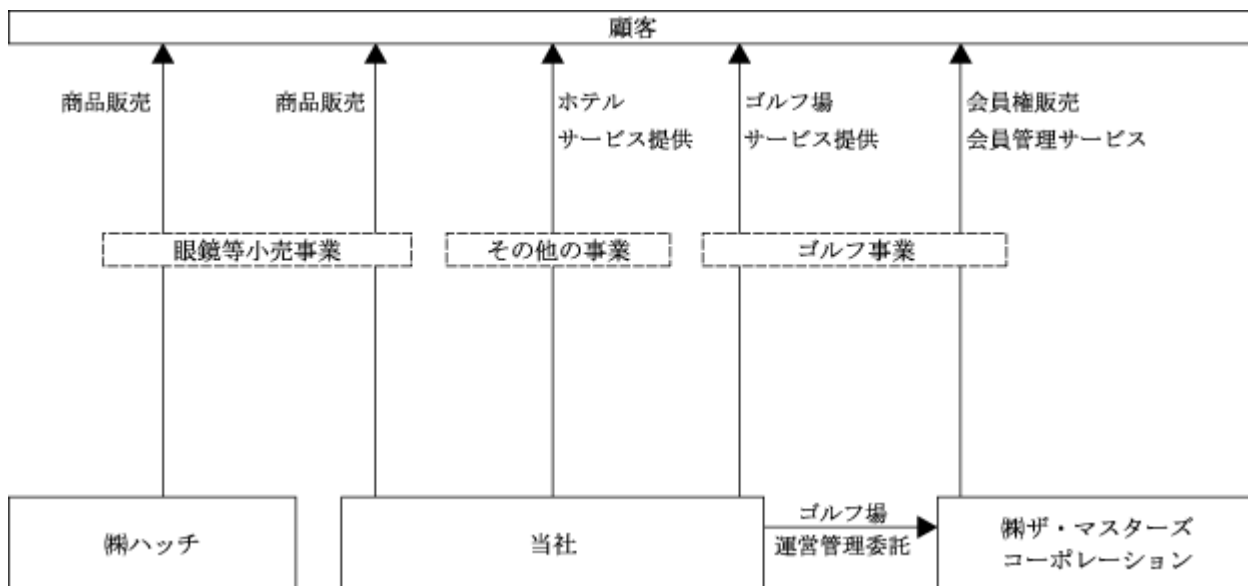 顧客
商品販売
商品販売
ホテル
サービス提供
ゴルフ場
サービス提供
会員権販売
会員管理サービス
眼鏡等小売事業
その他の事業
ゴルフ事業
㈱ハッチ
当社
ゴルフ場
運営管理委託
㈱ザ・マスターズ
コーポレーション